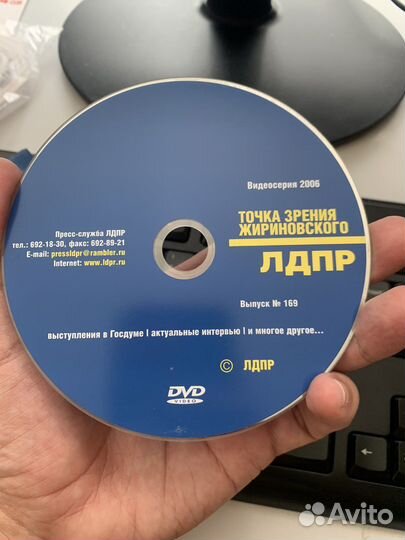 Видеосерия 2006
ТОЧКА ЗРЕНИЯ
ЖИРИНОВСКОГО
ЛДПР
Пресс-служба ЛДПР
тел.: 692-18-30, факс: 692-89-21
E-mail: pressldpr@rambler.ru
Internet: www.ldpr.ru
Выпуск № 169
выступления в Госдуме | актуальные интервью | и многое другое...
© ЛДПР
DVD
VIDEO
Avito